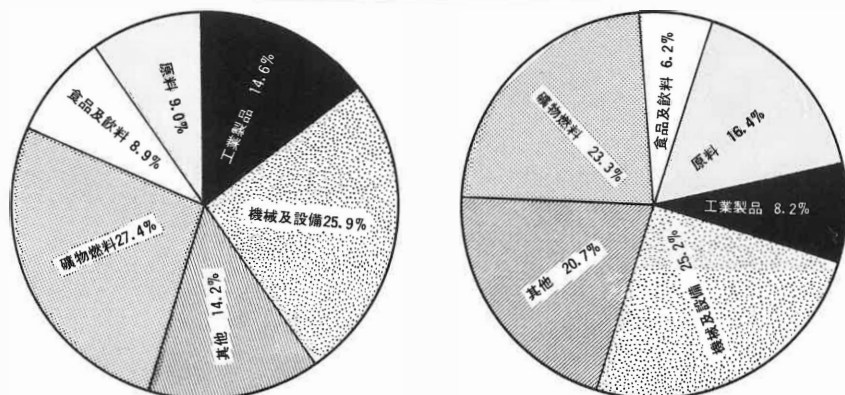 工業製品 14.6%
機械及設備25.9%
其他 14.2%
礦物燃料27.4%
食品及飲料 8.9%
原料 9.0%
食品及飲料 6.2%
原料 16.4%
工業製品 8.2%
機械及設備 25.2%
其他 20.7%
礦物燃料 23.3%